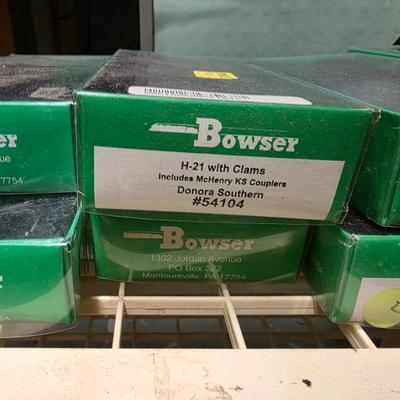 Bowser
H-21 with Clams
Includes McHenry KS Couplers
Donora Southern
#54104
Bowser
1302 Jordan Avenue
PO Box 322
Montoursville, PA 17754